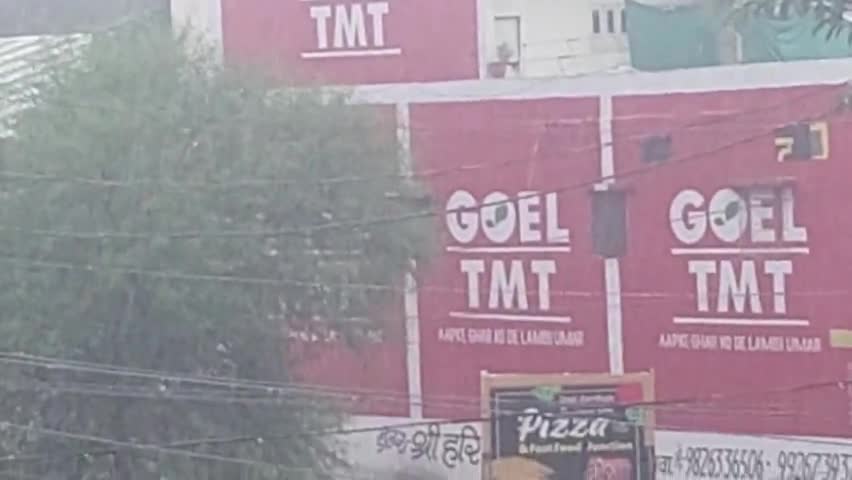 TMT
GOEL
TMT
AAPKE GHAR KO DE LAMBI UMAR
GOEL
TMT
AAPKE GHAR KO DE LAMBI UMAR
Pizza
& Fast Food Junction
श्री हरि
9826336506